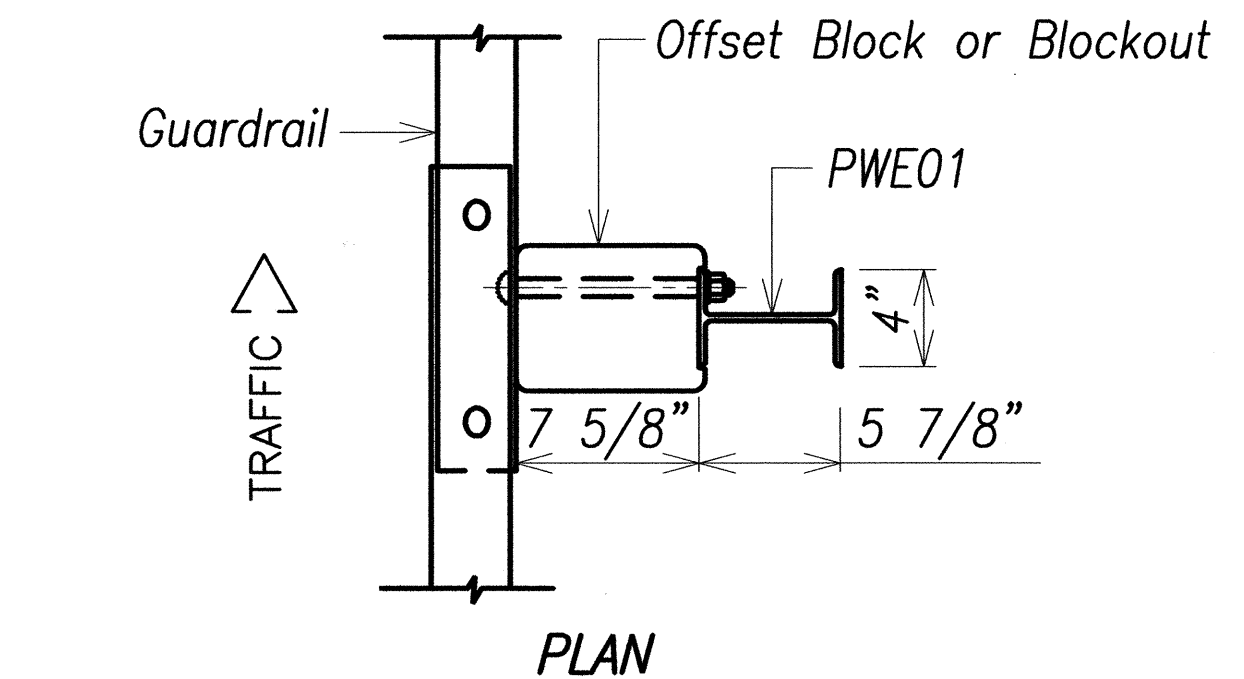 Offset Block or Blockout
Guardrail
PWE01
4”
TRAFFIC
7 5/8”
5 7/8”
PLAN